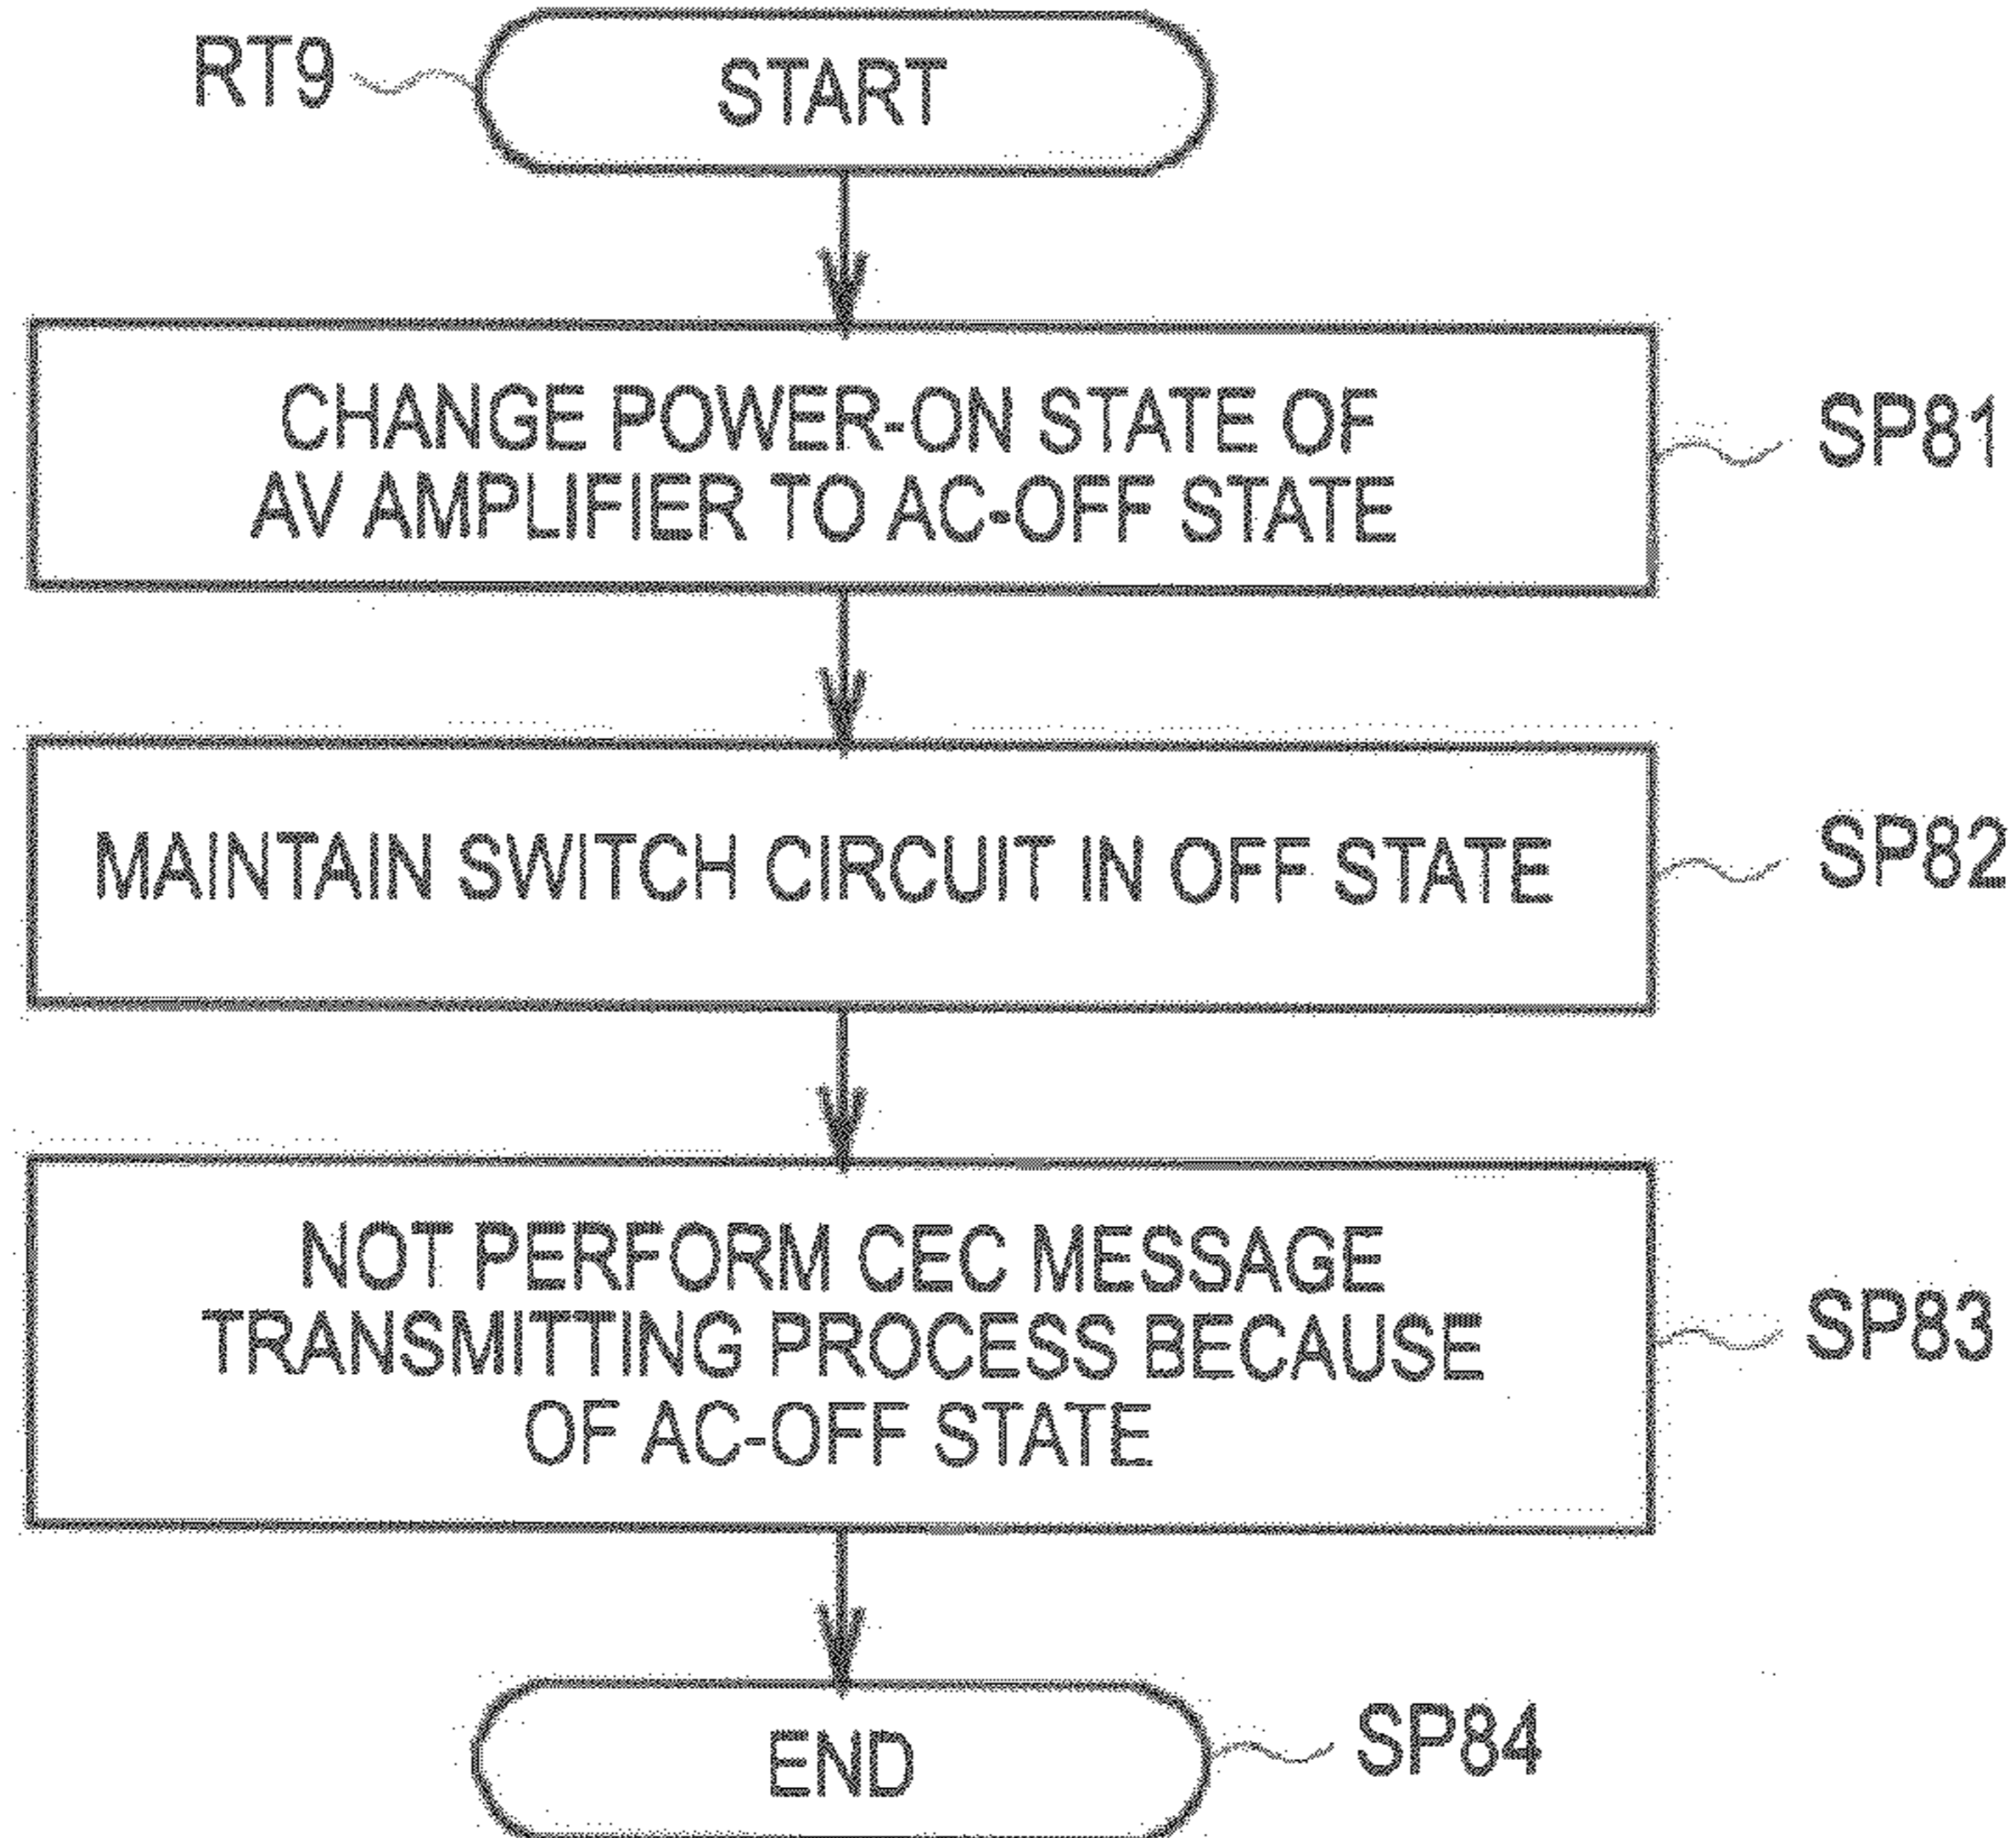 RT9
START
CHANGE POWER-ON STATE OF
AV AMPLIFIER TO AC-OFF STATE
SP81
MAINTAIN SWITCH CIRCUIT IN OFF STATE
SP82
NOT PERFORM CEC MESSAGE
TRANSMITTING PROCESS BECAUSE
OF AC-OFF STATE
SP83
END
SP84